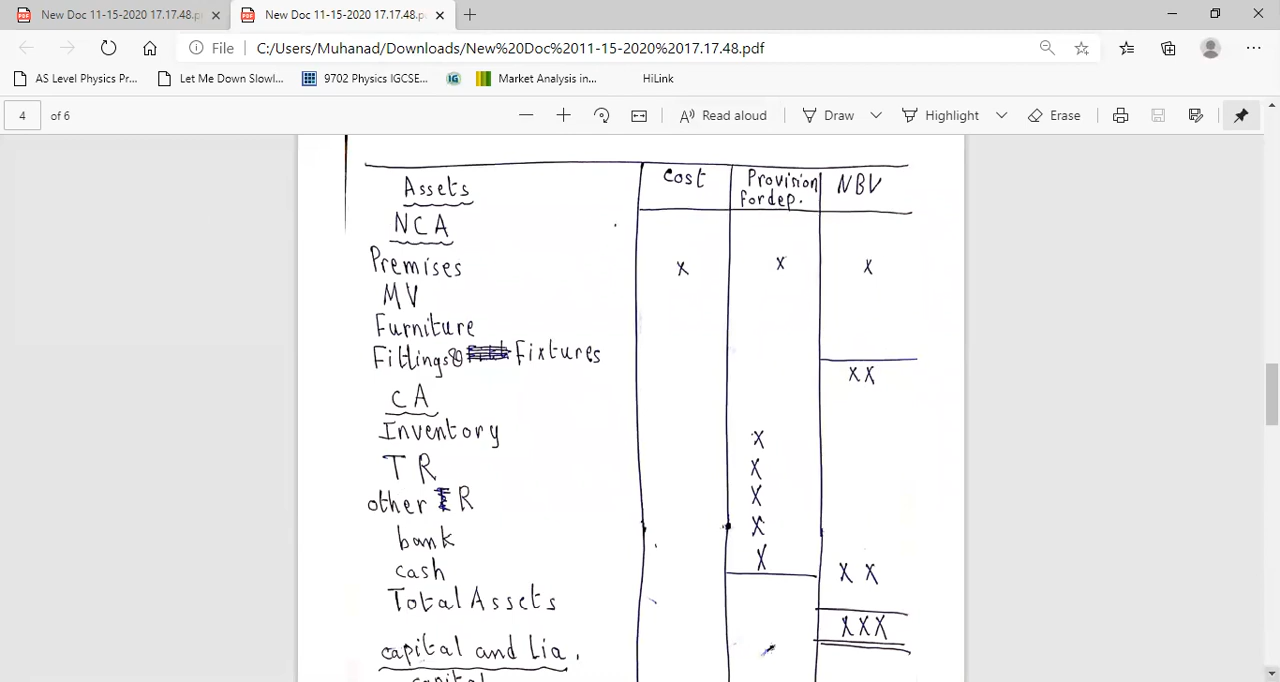 New Doc 11-15-2020 17.17.48.p
New Doc 11-15-2020 17.17.48.p
File C:/Users/Muhanad/Downloads/New%20Doc%2011-15-2020%2017.17.48.pdf
AS Level Physics Pr... Let Me Down Slowl... 9702 Physics IGCSE... IG Market Analysis in... HiLink
4 of 6 Read aloud Draw Highlight Erase
Assets Cost Provision for dep. NBV
NCA
Premises X X X
MV
Furniture
Fittings & Fixtures
XX
CA
Inventory X
TR X
other R X
bank X
cash X XX
Total Assets
XXX
capital and Lia.
capital